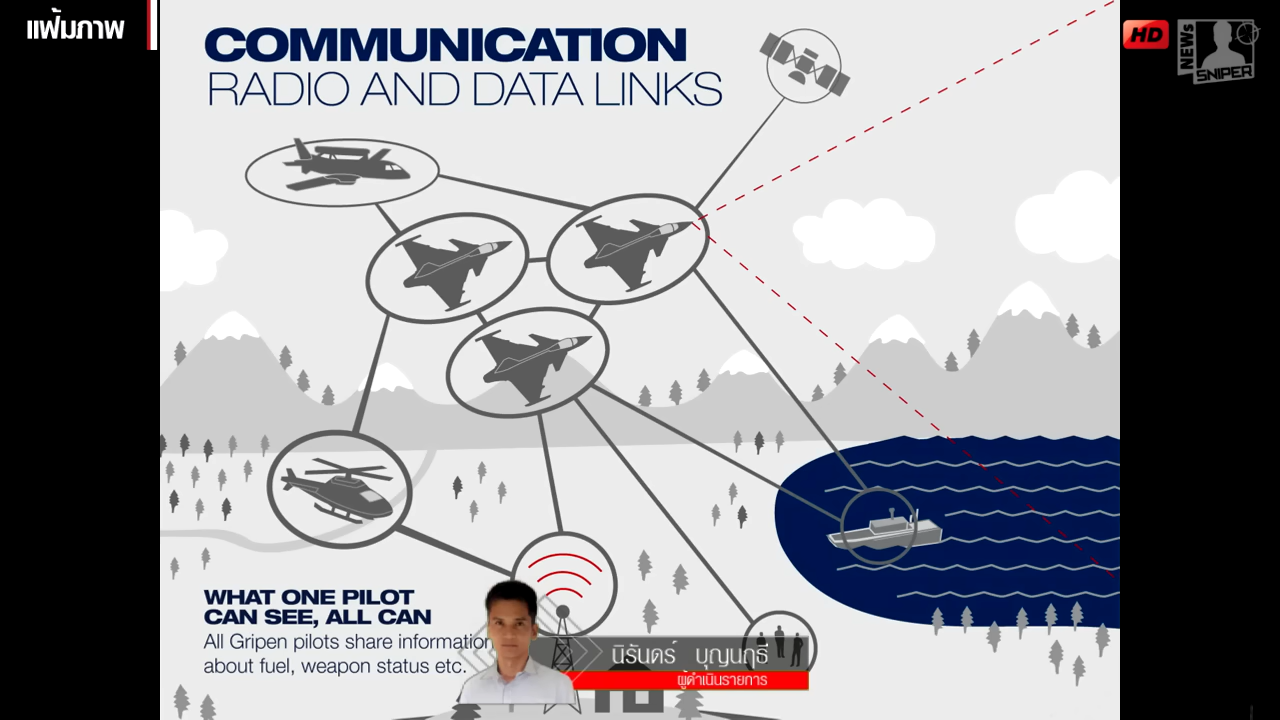 แฟ้มภาพ
COMMUNICATION
RADIO AND DATA LINKS
HD
NEWS
SNIPER
WHAT ONE PILOT
CAN SEE, ALL CAN
All Gripen pilots share information
about fuel, weapon status etc.
นิรันดร์ บุญนฤธี
ผู้ดำเนินรายการ